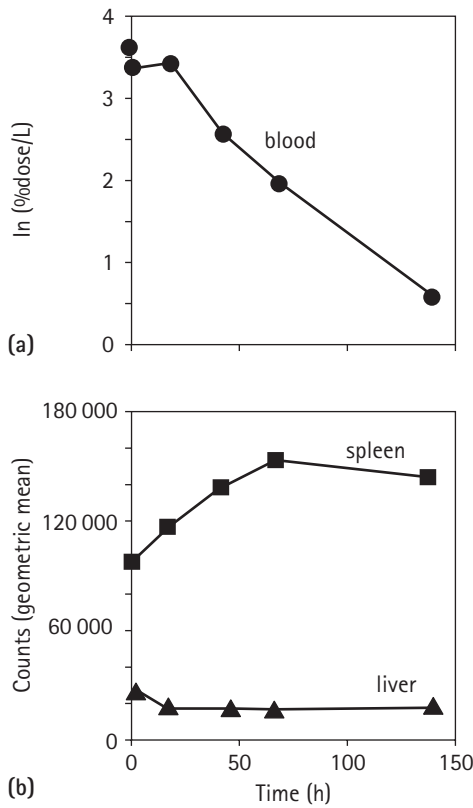 4
3
blood
2
ln (%dose/L)
1
0
(a)
180 000
spleen
120 000
Counts (geometric mean)
60 000
liver
0
0 50 100 150
(b)
Time (h)